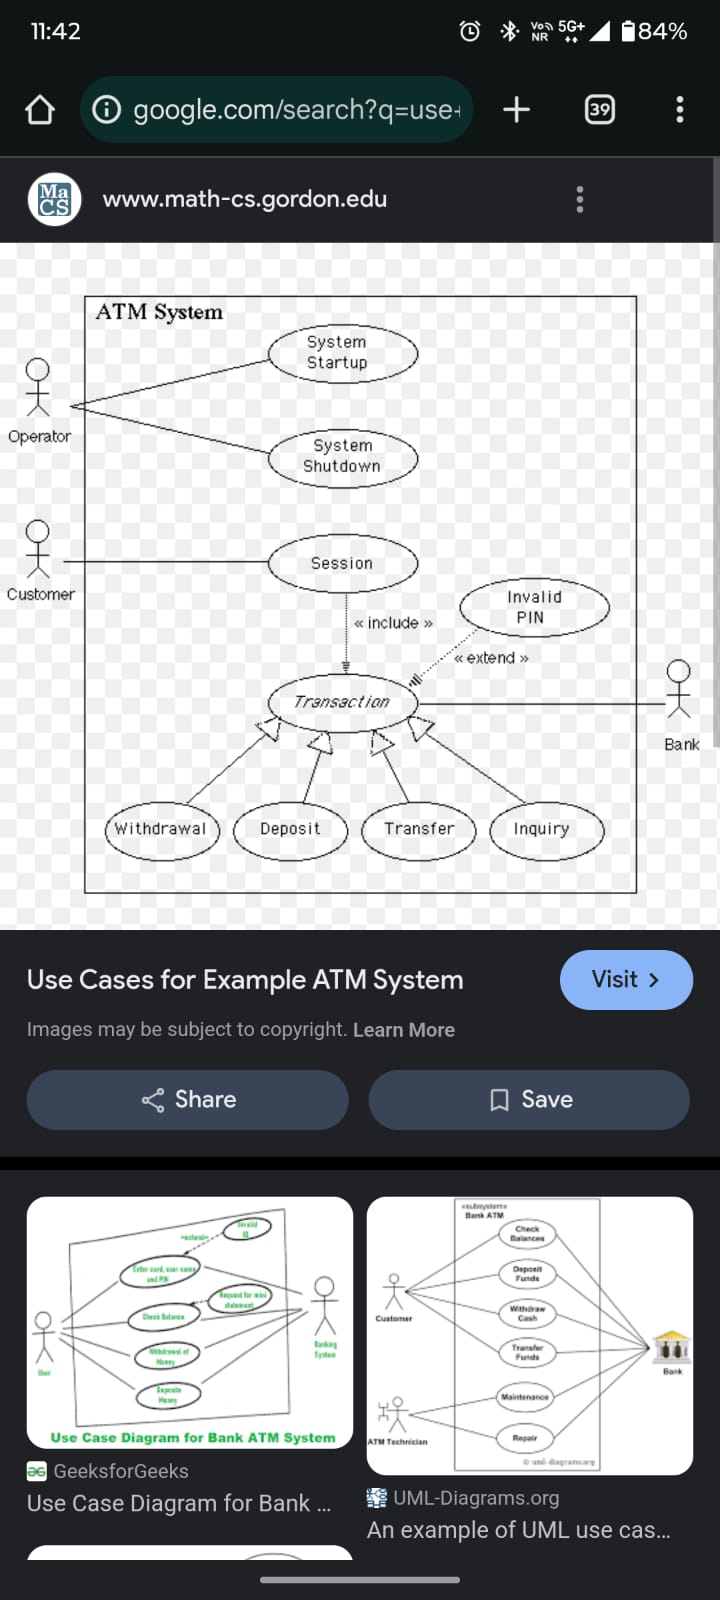 11:42
Vo NR 5G+ 84%
google.com/search?q=use+
39
Ma CS
www.math-cs.gordon.edu
ATM System
System
Startup
Operator
System
Shutdown
Customer
Session
Invalid
PIN
« include »
« extend »
Transaction
Bank
Withdrawal Deposit Transfer Inquiry
Use Cases for Example ATM System
Visit
Images may be subject to copyright. Learn More
Share
Save
Invalid
«extend»
Enter card, user name
and PIN
Request for mini
statement
Check Balance
User
Banking
System
Withdrawal of
Money
Deposite
Money
Use Case Diagram for Bank ATM System
GeeksforGeeks
Use Case Diagram for Bank ...
«subsystem»
Bank ATM
Check
Balances
Deposit
Funds
Customer
Withdraw
Cash
Transfer
Funds
Bank
Maintenance
ATM Technician
Repair
© uml-diagrams.org
UML-Diagrams.org
An example of UML use cas...